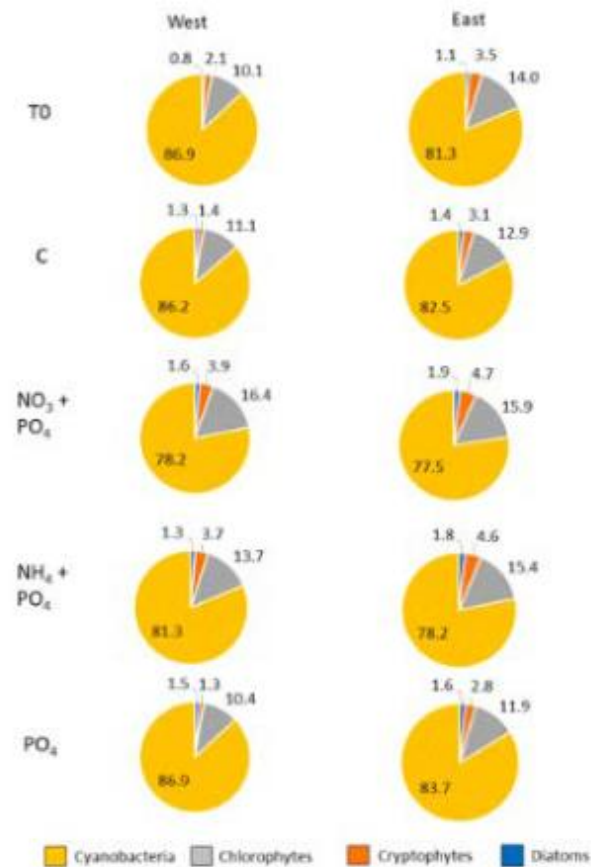 West East
0.8 2.1 10.1 1.1 3.5 14.0
T0
86.9 81.3
1.3 1.4 11.1 1.4 3.1 12.9
C
86.2 82.5
1.6 3.9 16.4 1.9 4.7 15.9
NO₃ +
PO₄
78.2 77.5
1.3 3.7 13.7 1.8 4.6 15.4
NH₄ +
PO₄
81.3 78.2
1.5 1.3 10.4 1.6 2.8 11.9
PO₄
86.9 83.7
Cyanobacteria Chlorophytes Cryptophytes Diatoms